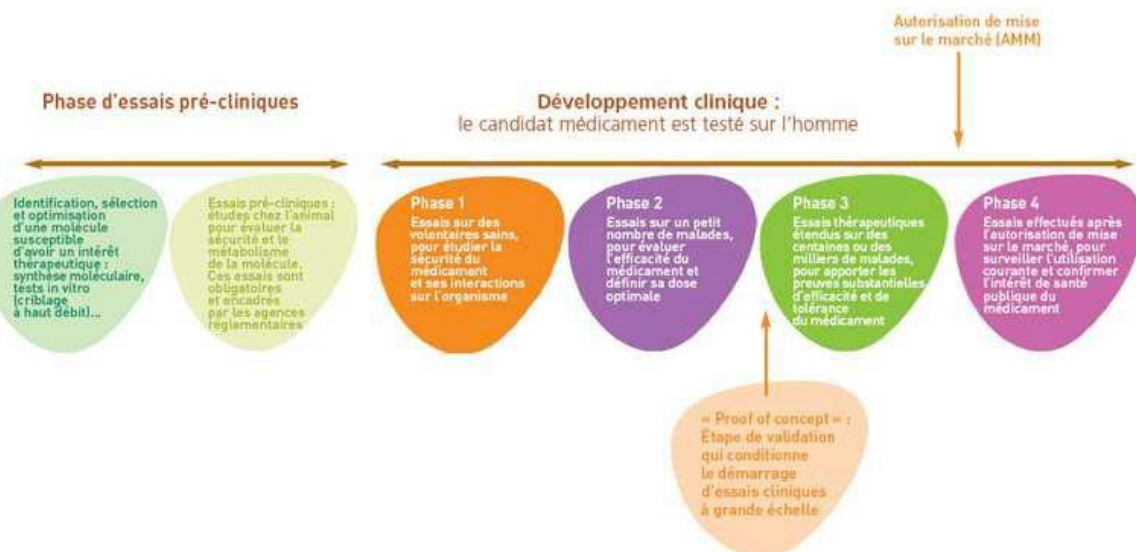 Autorisation de mise
sur le marché (AMM)
Phase d'essais pré-cliniques
Développement clinique :
le candidat médicament est testé sur l'homme
Identification, sélection
et optimisation
d'une molécule
susceptible
d'avoir un intérêt
thérapeutique :
synthèse moléculaire,
tests in vitro
(criblage
à haut débit)...
Essais pré-cliniques :
études chez l'animal
pour évaluer la
sécurité et le
métabolisme
de la molécule.
Ces essais sont
obligatoires
et encadrés
par les agences
réglementaires
Phase 1
Essais sur des
volontaires sains,
pour étudier la
sécurité du
médicament
et ses interactions
sur l'organisme
Phase 2
Essais sur un petit
nombre de malades,
pour évaluer
l'efficacité du
médicament et
définir sa dose
optimale
Phase 3
Essais thérapeutiques
étendus sur des
centaines ou des
milliers de malades,
pour apporter les
preuves substantielles
d'efficacité et de
tolérance
du médicament
Phase 4
Essais effectués après
l'autorisation de mise
sur le marché, pour
surveiller l'utilisation
courante et confirmer
l'intérêt de santé
publique du
médicament
« Proof of concept » :
Étape de validation
qui conditionne
le démarrage
d'essais cliniques
à grande échelle